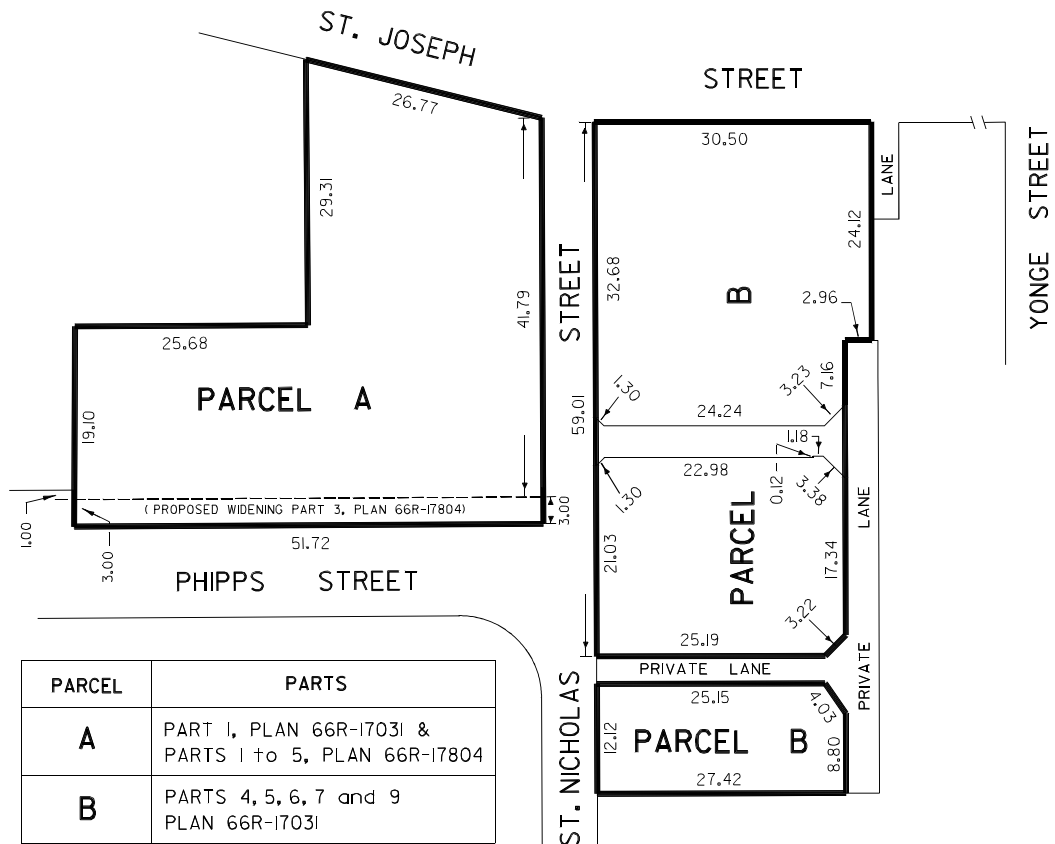 ST. JOSEPH
STREET
26.77
30.50
LANE
YONGE STREET
29.31
41.79
STREET
32.68
B
24.12
2.96
25.68
PARCEL A
19.10
59.01
1.30
24.24
3.23
7.16
1.18
22.98
0.12
3.38
1.30
(PROPOSED WIDENING PART 3, PLAN 66R-17804)
3.00
1.00
3.00
51.72
PHIPPS STREET
21.03
PARCEL
17.34
LANE
3.22
25.19
PRIVATE LANE
PRIVATE
25.15
4.03
12.12
PARCEL B
8.80
27.42
ST. NICHOLAS
PARCEL PARTS
A
PART 1, PLAN 66R-17031 &
PARTS 1 to 5, PLAN 66R-17804
B
PARTS 4, 5, 6, 7 and 9
PLAN 66R-17031